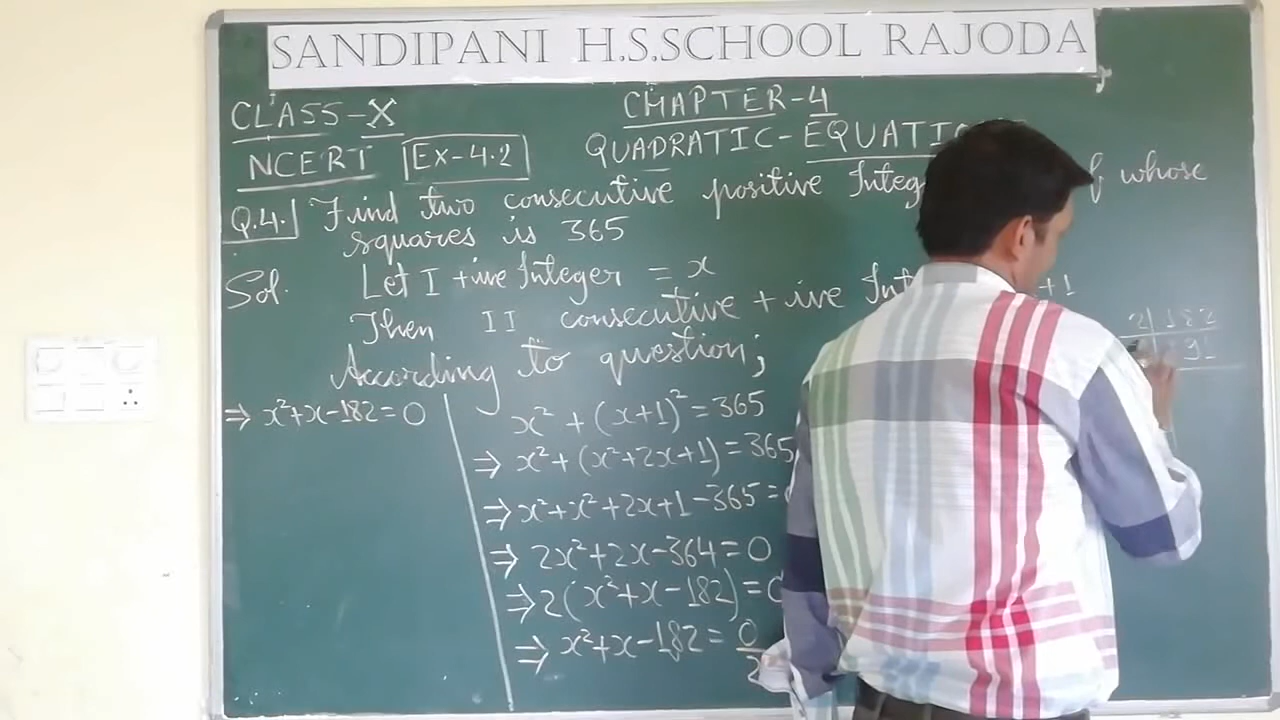 SANDIPANI H.S.SCHOOL RAJODA
CLASS-X
CHAPTER-4
NCERT Ex-4.2
QUADRATIC-EQUATIO
Q.4. Find two consecutive positive Integ whose
squares is 365
Sol. Let I +ive Integer = x
Then II consecutive +ive Int +1
According to question;
x²+(x+1)²=365
⇒ x²+(x²+2x+1)=365
⇒ x²+x²+2x+1-365=
⇒ 2x²+2x-364=0
⇒ 2(x²+x-182)=0
⇒ x²+x-182=0/2
⇒ x²+x-182=0
2|182
91